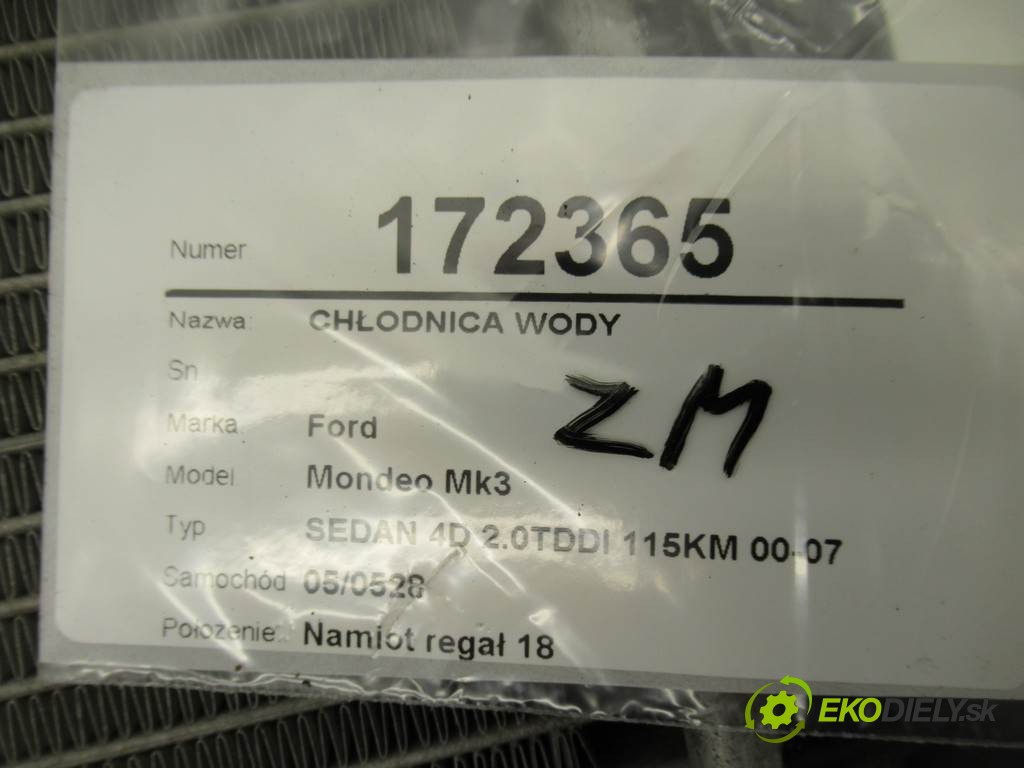 Numer 172365
Nazwa: CHŁODNICA WODY
Sn
ZM
Marka Ford
Model Mondeo Mk3
Typ SEDAN 4D 2.0TDDI 115KM 00-07
Samochód 05/0528
Położenie: Namiot regał 18
EKODIELY.sk